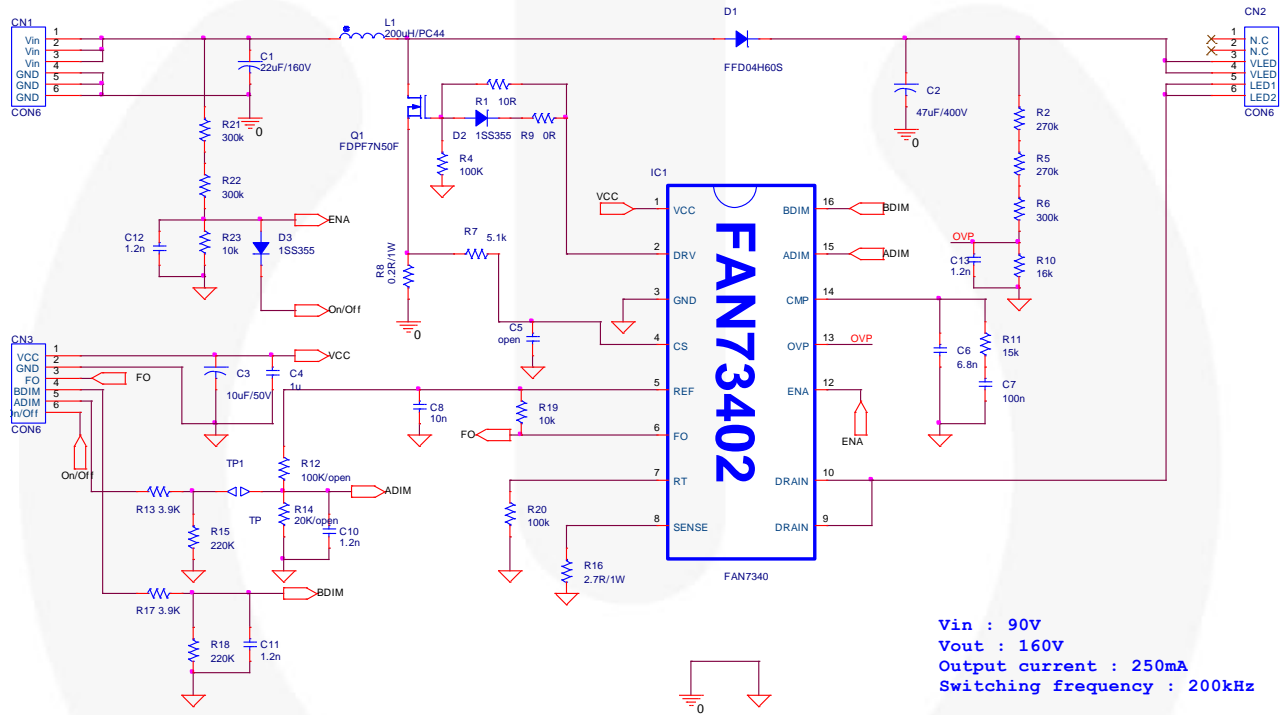 CN1
1
2
3
4
5
6
Vin
Vin
Vin
GND
GND
GND
CON6
C1
22uF/160V
0
L1
200uH/PC44
D1
FFD04H60S
C2
47uF/400V
0
CN2
1
2
3
4
5
6
N.C
N.C
VLED
VLED
LED1
LED2
CON6
R21
300k
R22
300k
C12
1.2n
R23
10k
D3
1SS355
ENA
On/Off
Q1
FDPF7N50F
R1
10R
D2
1SS355
R9
0R
R4
100K
R7
5.1k
R8
0.2R/1W
0
C5
open
R2
270k
R5
270k
R6
300k
OVP
C13
1.2n
R10
16k
IC1
VCC
1
VCC
2
DRV
3
GND
4
CS
5
REF
6
FO
7
RT
8
SENSE
FAN73402
16
BDIM
BDIM
15
ADIM
ADIM
14
CMP
13
OVP
OVP
12
ENA
ENA
10
DRAIN
9
DRAIN
FAN7340
C6
6.8n
R11
15k
C7
100n
CN3
1
2
3
4
5
6
VCC
GND
FO
BDIM
ADIM
On/Off
CON6
VCC
FO
On/Off
C3
10uF/50V
C4
1u
C8
10n
R19
10k
FO
TP1
TP
R12
100K/open
ADIM
R13 3.9K
R14
20K/open
R15
220K
C10
1.2n
R20
100k
R16
2.7R/1W
BDIM
R17 3.9K
R18
220K
C11
1.2n
0
Vin : 90V
Vout : 160V
Output current : 250mA
Switching frequency : 200kHz